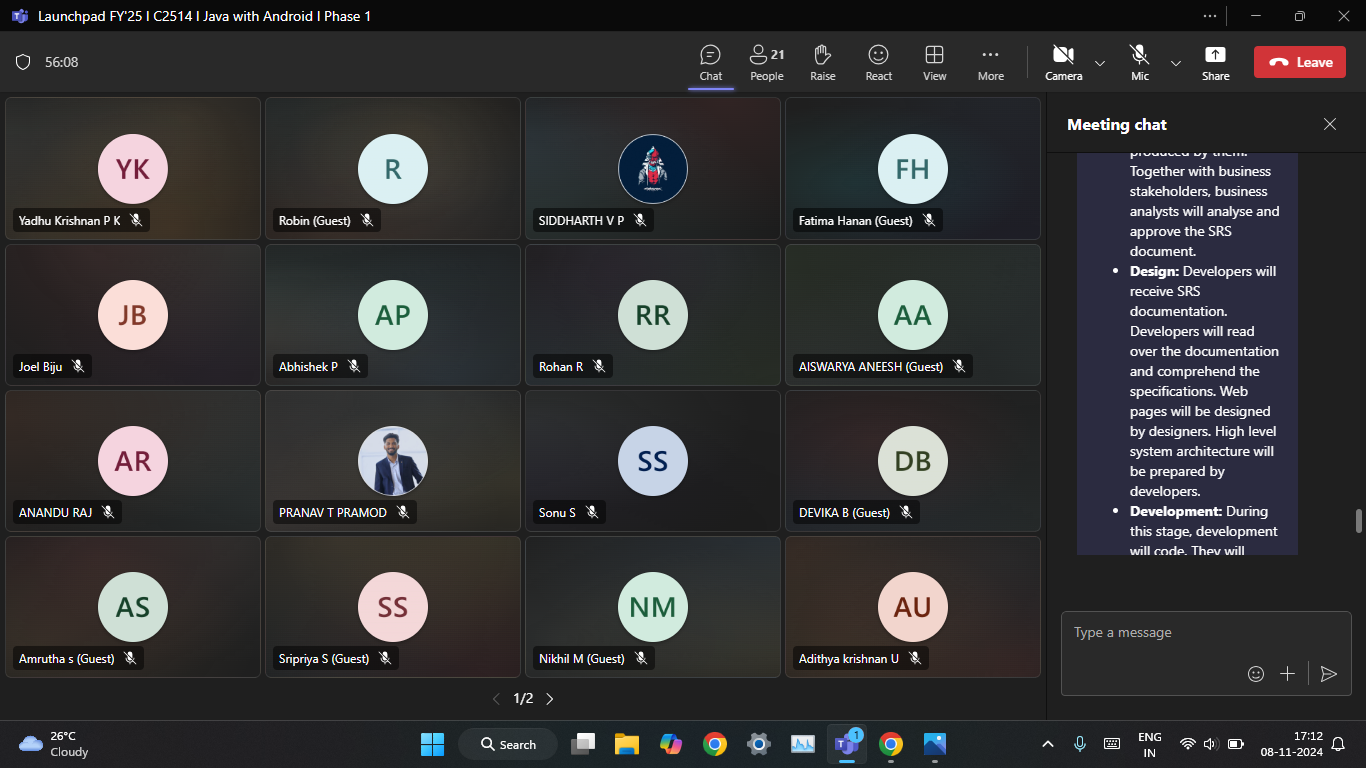 Launchpad FY'25 I C2514 I Java with Android I Phase 1
56:08
Chat
21
People
Raise
React
View
More
Camera
Mic
Share
Leave
YK
Yadhu Krishnan P K
R
Robin (Guest)
SIDDHARTH V P
FH
Fatima Hanan (Guest)
JB
Joel Biju
AP
Abhishek P
RR
Rohan R
AA
AISWARYA ANEESH (Guest)
AR
ANANDU RAJ
PRANAV T PRAMOD
SS
Sonu S
DB
DEVIKA B (Guest)
AS
Amrutha s (Guest)
SS
Sripriya S (Guest)
NM
Nikhil M (Guest)
AU
Adithya krishnan U
1/2
Meeting chat
produced by them.
Together with business
stakeholders, business
analysts will analyse and
approve the SRS
document.
• Design: Developers will
receive SRS
documentation.
Developers will read
over the documentation
and comprehend the
specifications. Web
pages will be designed
by designers. High level
system architecture will
be prepared by
developers.
• Development: During
this stage, development
will code. They will
Type a message
26°C
Cloudy
Search
1
ENG
IN
17:12
08-11-2024